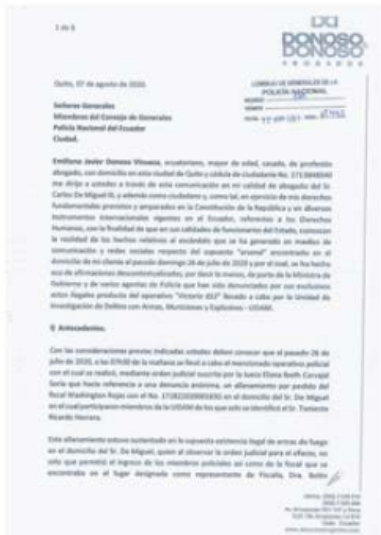 1 de 6
DONOSO
DONOSO
ABOGADOS
Quito, 07 de agosto de 2020.
CONSEJO DE GENERALES DE LA
POLICÍA NACIONAL
Señores Generales
Miembros del Consejo de Generales
Policía Nacional del Ecuador
Ciudad.
Emiliano Javier Donoso Vinueza, ecuatoriano, mayor de edad, casado, de profesión
abogado, con domicilio en esta ciudad de Quito y cédula de ciudadanía No.
me dirijo a ustedes a través de esta comunicación en mi calidad de abogado del Sr.
Carlos De Miguel III, y además como ciudadano y, como tal, en ejercicio de mis derechos
fundamentales previstos y amparados en la Constitución de la República y en diversos
Instrumentos Internacionales vigentes en el Ecuador, referentes a los Derechos
Humanos, con la finalidad de que en sus calidades de funcionarios del Estado, conozcan
la realidad de los hechos relativos al escándalo que se ha generado en medios de
comunicación y redes sociales respecto del supuesto "arsenal" encontrado en el
domicilio de mi cliente el pasado domingo 26 de julio de 2020 y por el cual, se ha hecho
eco de afirmaciones descontextualizadas, por decir lo menos, de parte de la Ministra de
Gobierno y de varios agentes de Policía que han sido denunciados por sus exclusivos
actos ilegales producto del operativo "Victoria 033" llevado a cabo por la Unidad de
Investigación de Delitos con Armas, Municiones y Explosivos - UIDAM.
I) Antecedentes.
Con las consideraciones previas indicadas ustedes deben conocer que el pasado 26 de
julio de 2020, a las 07h00 de la mañana se llevó a cabo el mencionado operativo policial
con el cual se realizó, mediante orden judicial suscrita por la Jueza Eliana Beeth Carvajal
Soria que hacía referencia a una denuncia anónima, un allanamiento por pedido del
fiscal Washington Rojas con el No. en el domicilio del Sr. De Miguel
en el cual participaron miembros de la UIDAM de los que solo se identificó el Sr. Teniente
Ricardo Herrera.
Este allanamiento estuvo sustentado en la supuesta existencia ilegal de armas de fuego
en el domicilio del Sr. De Miguel, quien al observar la orden judicial para el efecto, no
solo que permitió el ingreso de los miembros policiales así como de la fiscal que se
encontraba en el lugar designada como representante de Fiscalía, Dra. Belén